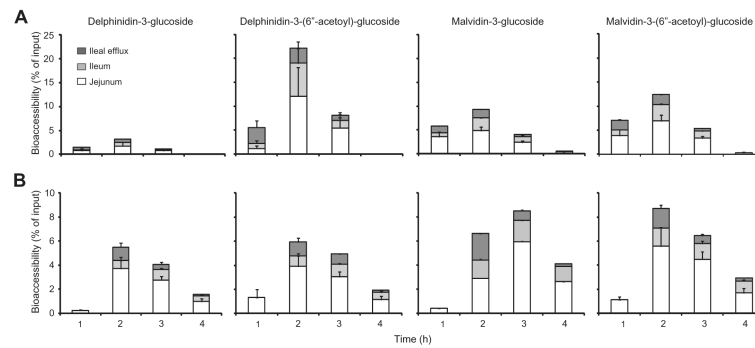 A
Delphinidin-3-glucoside
Delphinidin-3-(6″-acetoyl)-glucoside
Malvidin-3-glucoside
Malvidin-3-(6″-acetoyl)-glucoside
Bioaccessibility (% of input)
25
20
15
10
5
0
Ileal efflux
Ileum
Jejunum
B
Bioaccessibility (% of input)
10
8
6
4
2
0
1 2 3 4
1 2 3 4
1 2 3 4
1 2 3 4
Time (h)